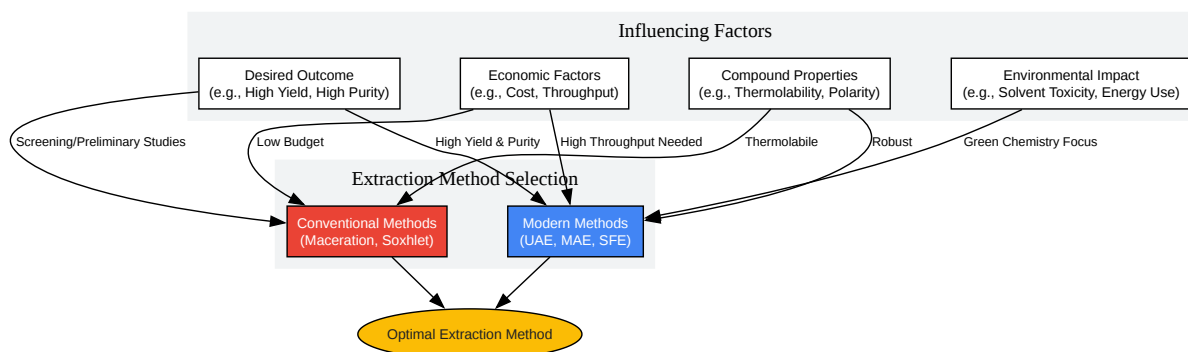 Influencing Factors
Desired Outcome
(e.g., High Yield, High Purity)
Economic Factors
(e.g., Cost, Throughput)
Compound Properties
(e.g., Thermolability, Polarity)
Environmental Impact
(e.g., Solvent Toxicity, Energy Use)
Screening/Preliminary Studies
Low Budget
High Yield & Purity
High Throughput Needed
Thermolabile
Robust
Green Chemistry Focus
Extraction Method Selection
Conventional Methods
(Maceration, Soxhlet)
Modern Methods
(UAE, MAE, SFE)
Optimal Extraction Method